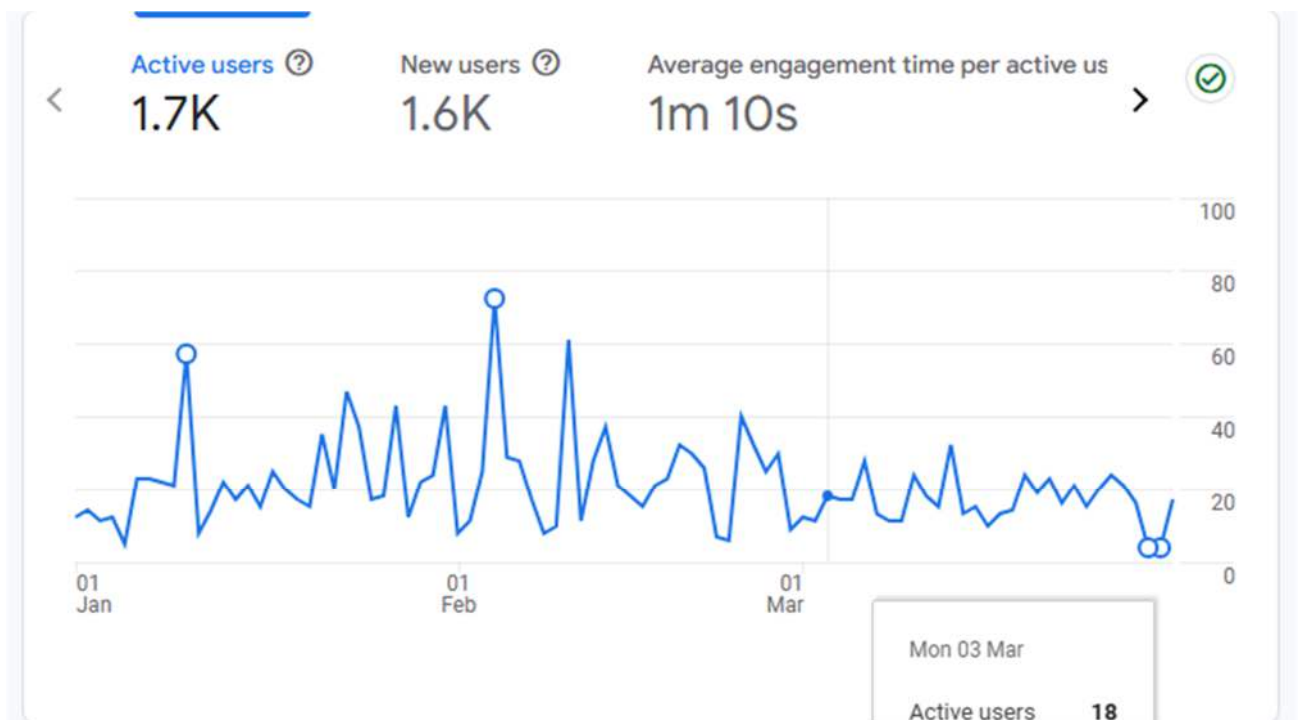 Active users New users Average engagement time per active us
1.7K 1.6K 1m 10s
100
80
60
40
20
0
01 01 01
Jan Feb Mar
Mon 03 Mar
Active users 18